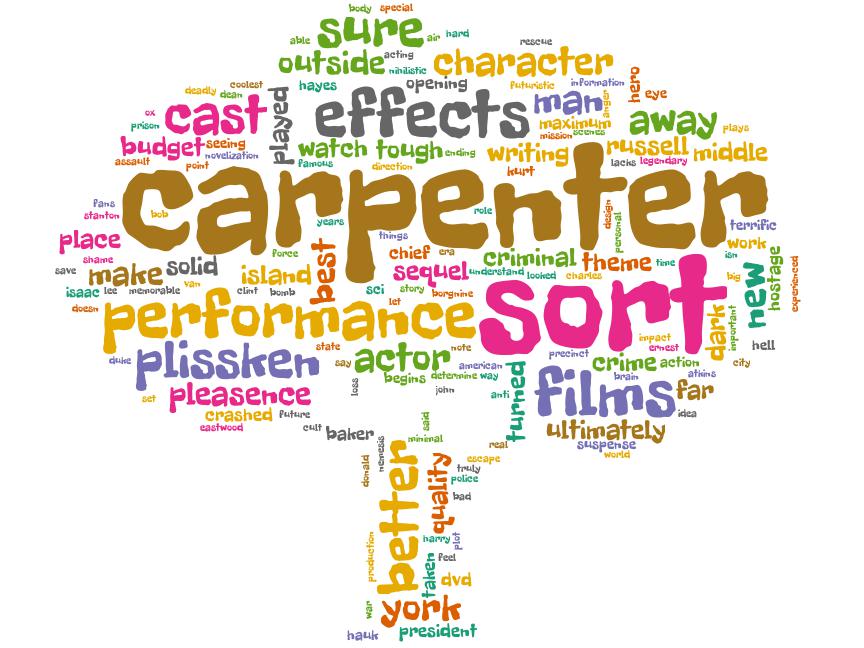 body special
sure
able air hard
outside acting rescue
nihilistic character
coolest hayes opening futuristic information hero
deadly dean played eye
ox cast effects man anger
prison maximum away
mission scenes plays
budget seeing watch tough ending writing russell middle
assault novelization famous lacks legendary
point direction kurt
carpenter
fans stanton bob role design personal
years things terrific
place best chief era criminal theme time isn work
shame force
save make solid island sequel understand looked charles big new hostage experienced
isaac lee memorable van clint bomb sci story borgnine
doesn let
performance sort dark important
impact
state note ernest hell
duke plissken say actor american precinct crime action city
loss begins determine way brain atkins
set pleasence john anti turned films far
crashed future said idea
eastwood cult baker ultimately
minimal real suspense
donald nemesis escape world
better quality truly
police
bad
production harry plot
taken feel
dvd
war york
hauk president